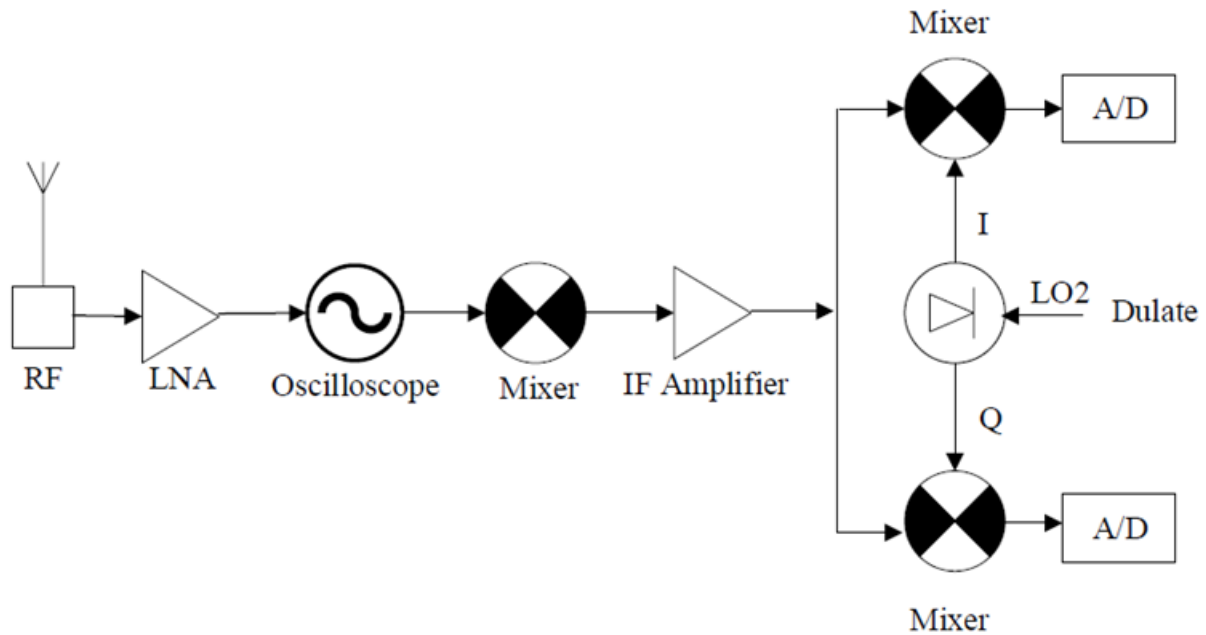 Mixer
A/D
I
LO2
Dulate
RF
LNA
Oscilloscope
Mixer
IF Amplifier
Q
A/D
Mixer